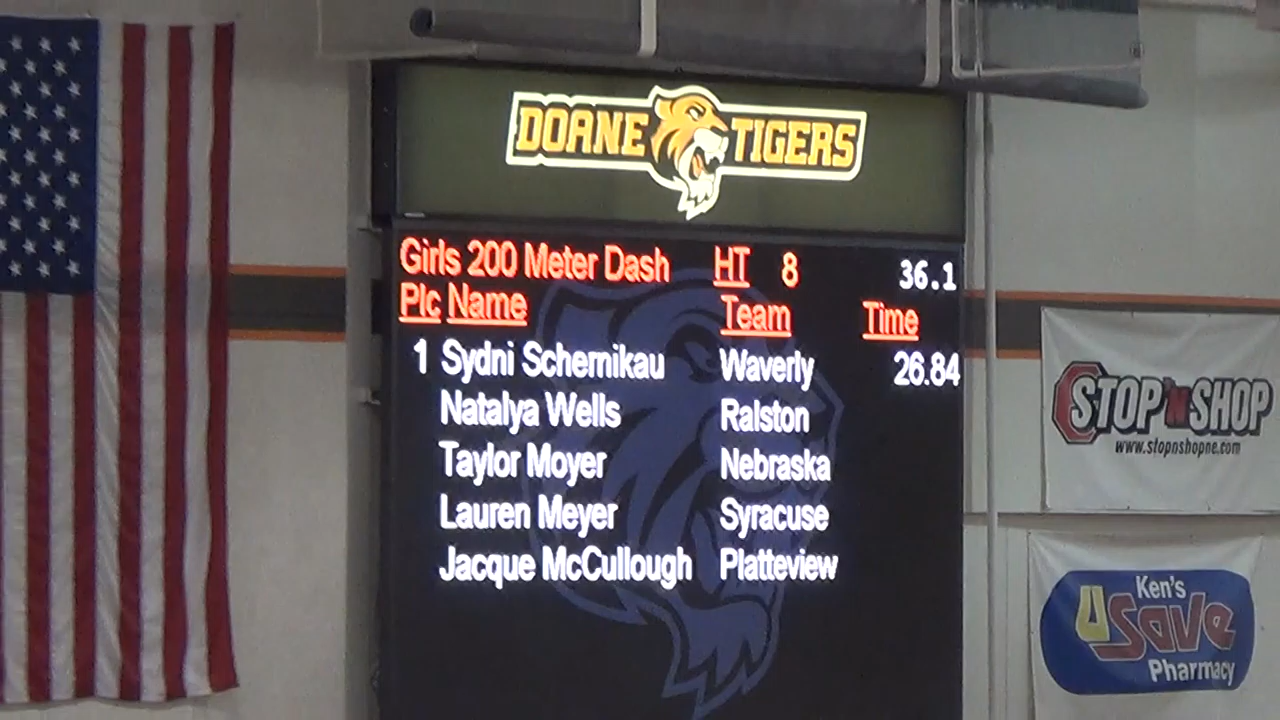 DOANE TIGERS
Girls 200 Meter Dash HT 8 36.1
Plc Name Team Time
1 Sydni Schernikau Waverly 26.84
Natalya Wells Ralston
Taylor Moyer Nebraska
Lauren Meyer Syracuse
Jacque McCullough Platteview
STOP N SHOP
www.stopnshopne.com
Ken's
U Save
Pharmacy